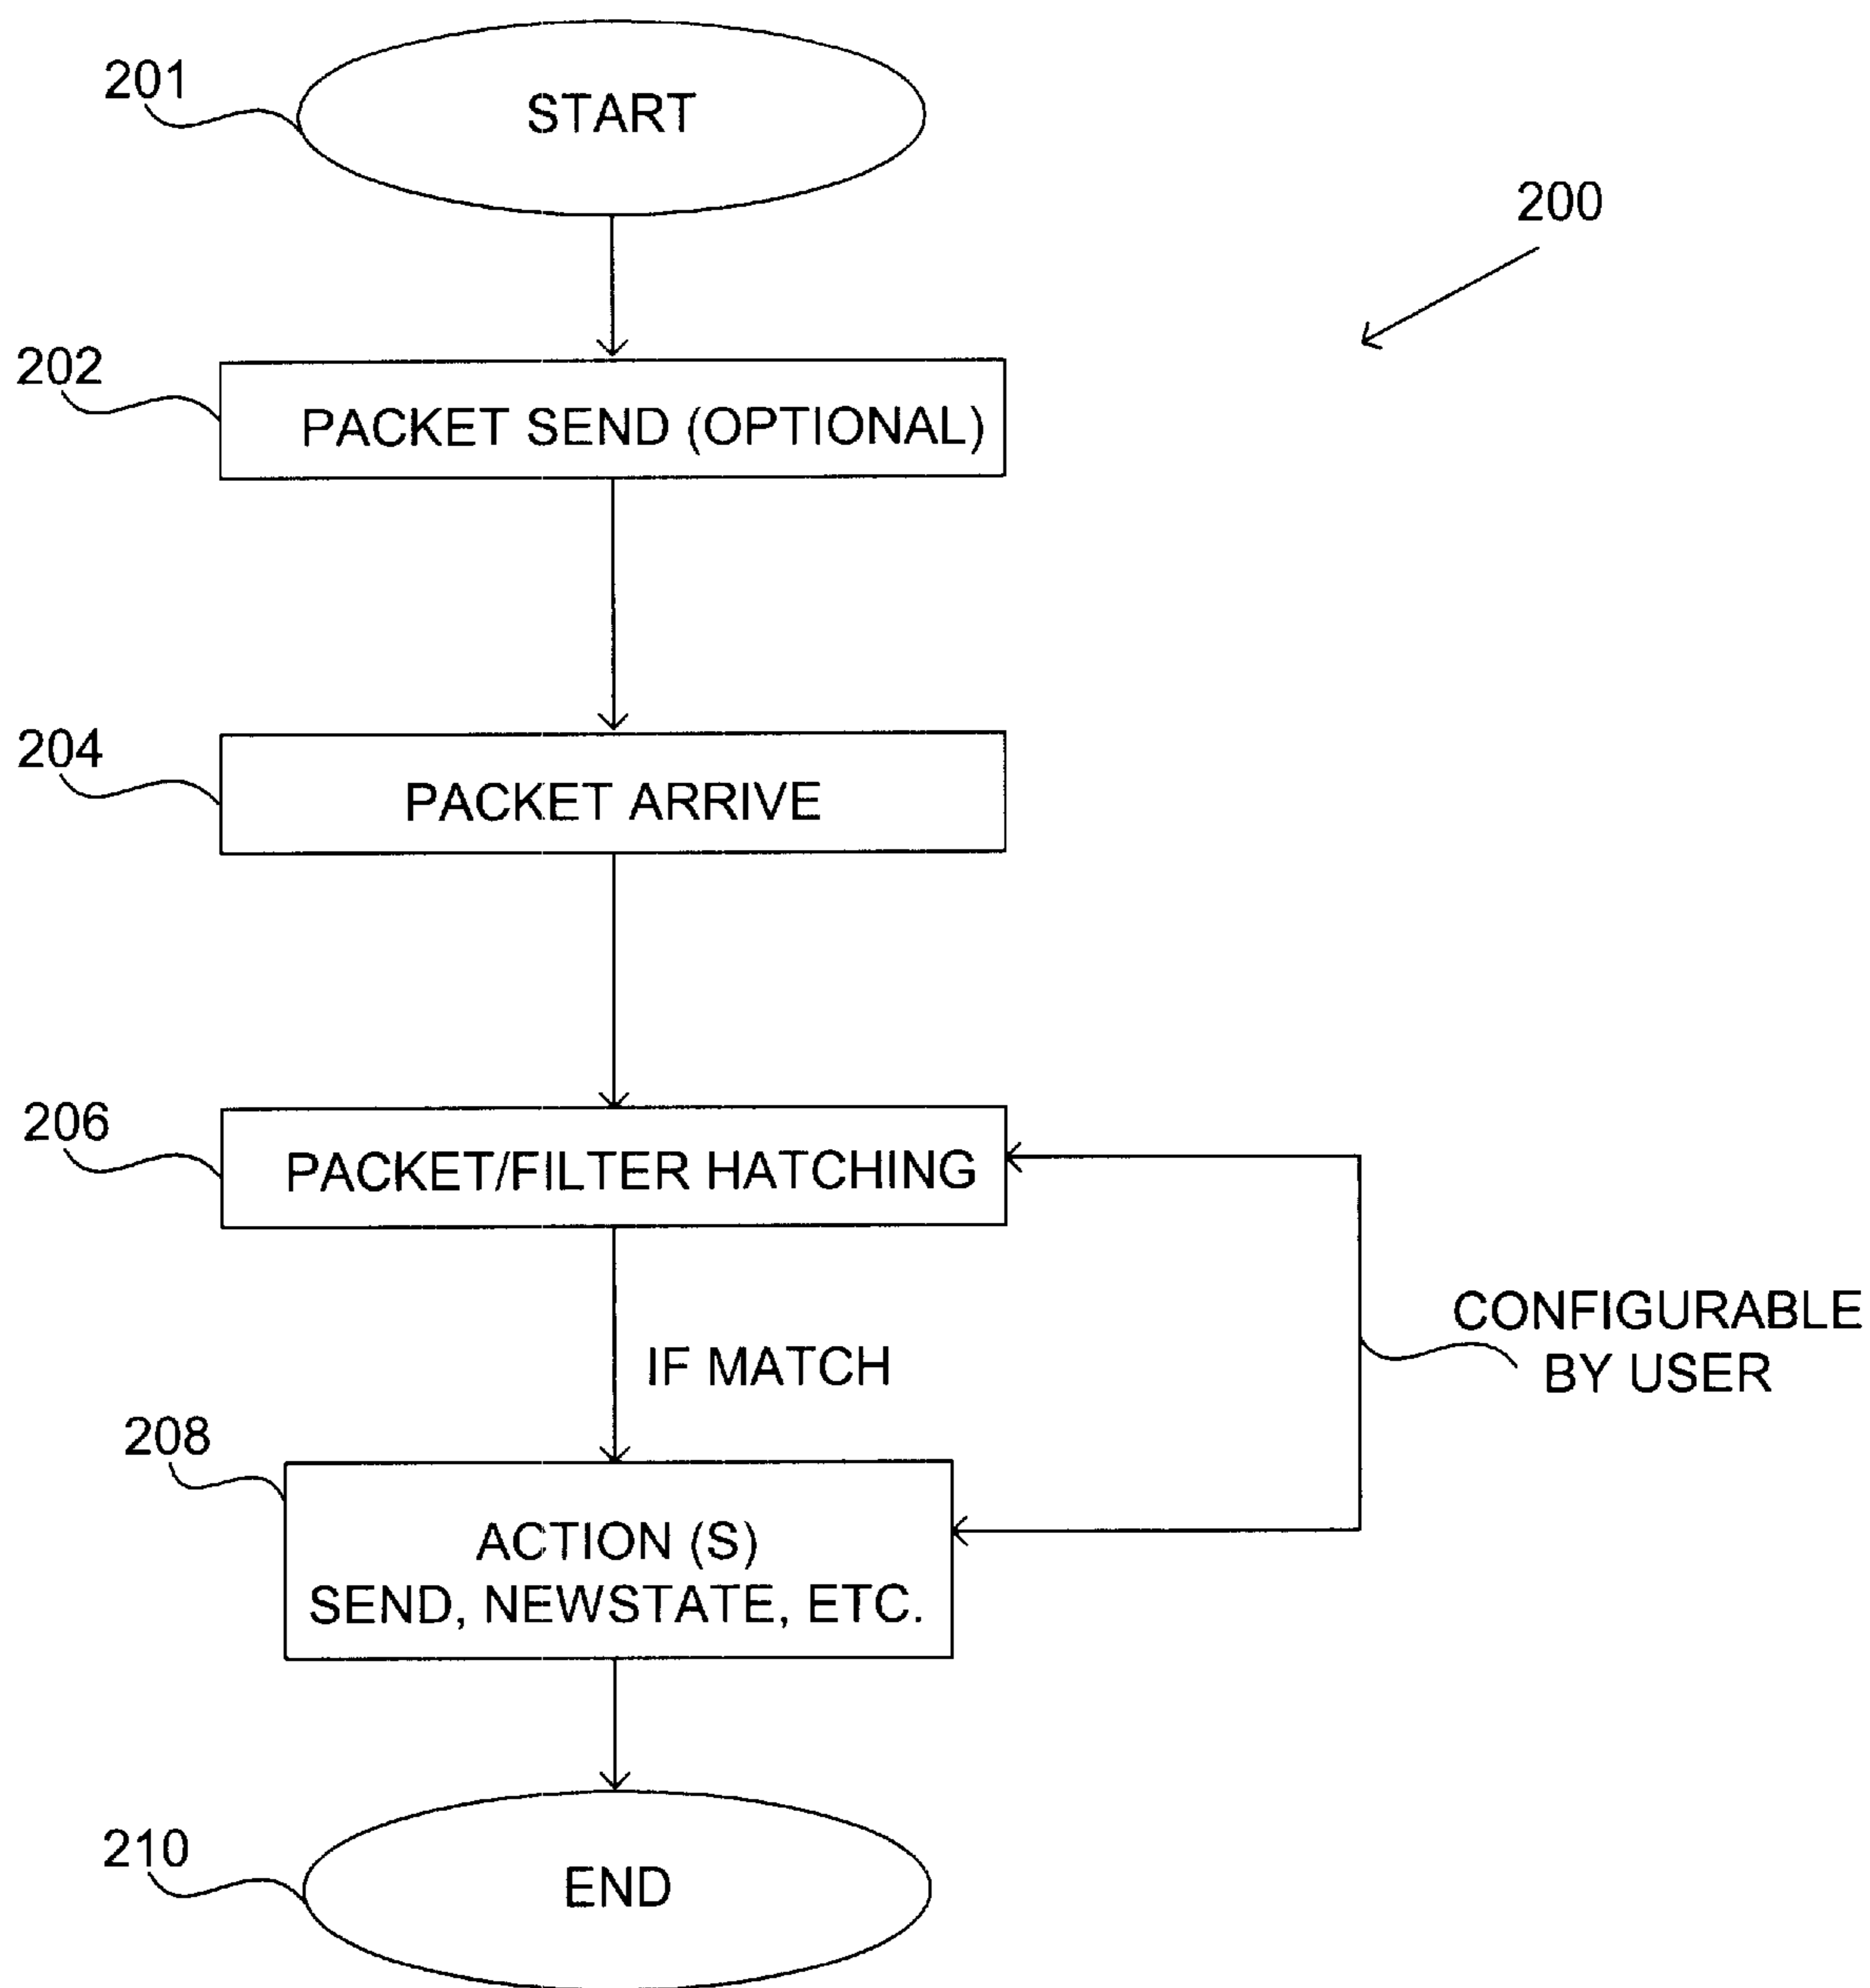 201
START
200
202
PACKET SEND (OPTIONAL)
204
PACKET ARRIVE
206
PACKET/FILTER HATCHING
CONFIGURABLE
BY USER
IF MATCH
208
ACTION (S)
SEND, NEWSTATE, ETC.
210
END